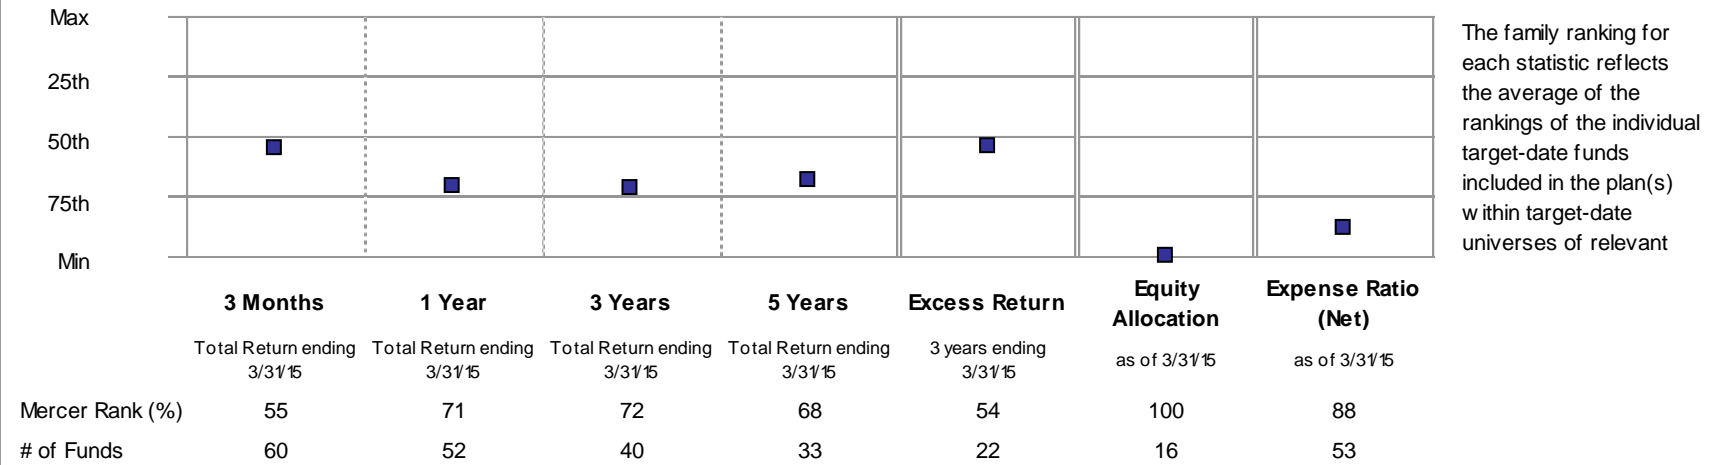 Max
25th
50th
75th
Min
The family ranking for
each statistic reflects
the average of the
rankings of the individual
target-date funds
included in the plan(s)
within target-date
universes of relevant
3 Months 1 Year 3 Years 5 Years Excess Return Equity Allocation Expense Ratio (Net)
Total Return ending 3/31/15 Total Return ending 3/31/15 Total Return ending 3/31/15 Total Return ending 3/31/15 3 years ending 3/31/15 as of 3/31/15 as of 3/31/15
Mercer Rank (%) 55 71 72 68 54 100 88
# of Funds 60 52 40 33 22 16 53